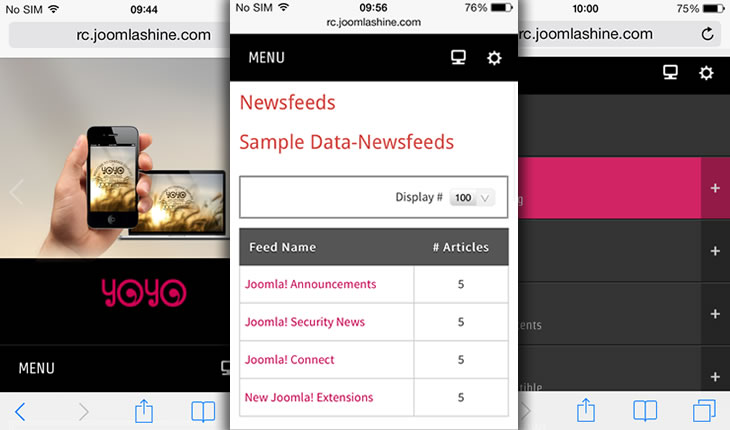 No SIM 09:44
rc.joomlashine.com
YOYO
YOYO
yoyo
MENU
No SIM 09:56 76%
rc.joomlashine.com
MENU
Newsfeeds
Sample Data-Newsfeeds
Display # 100
Feed Name # Articles
Joomla! Announcements 5
Joomla! Security News 5
Joomla! Connect 5
New Joomla! Extensions 5
10:00 75%
rc.joomlashine.com
+
+
+
+